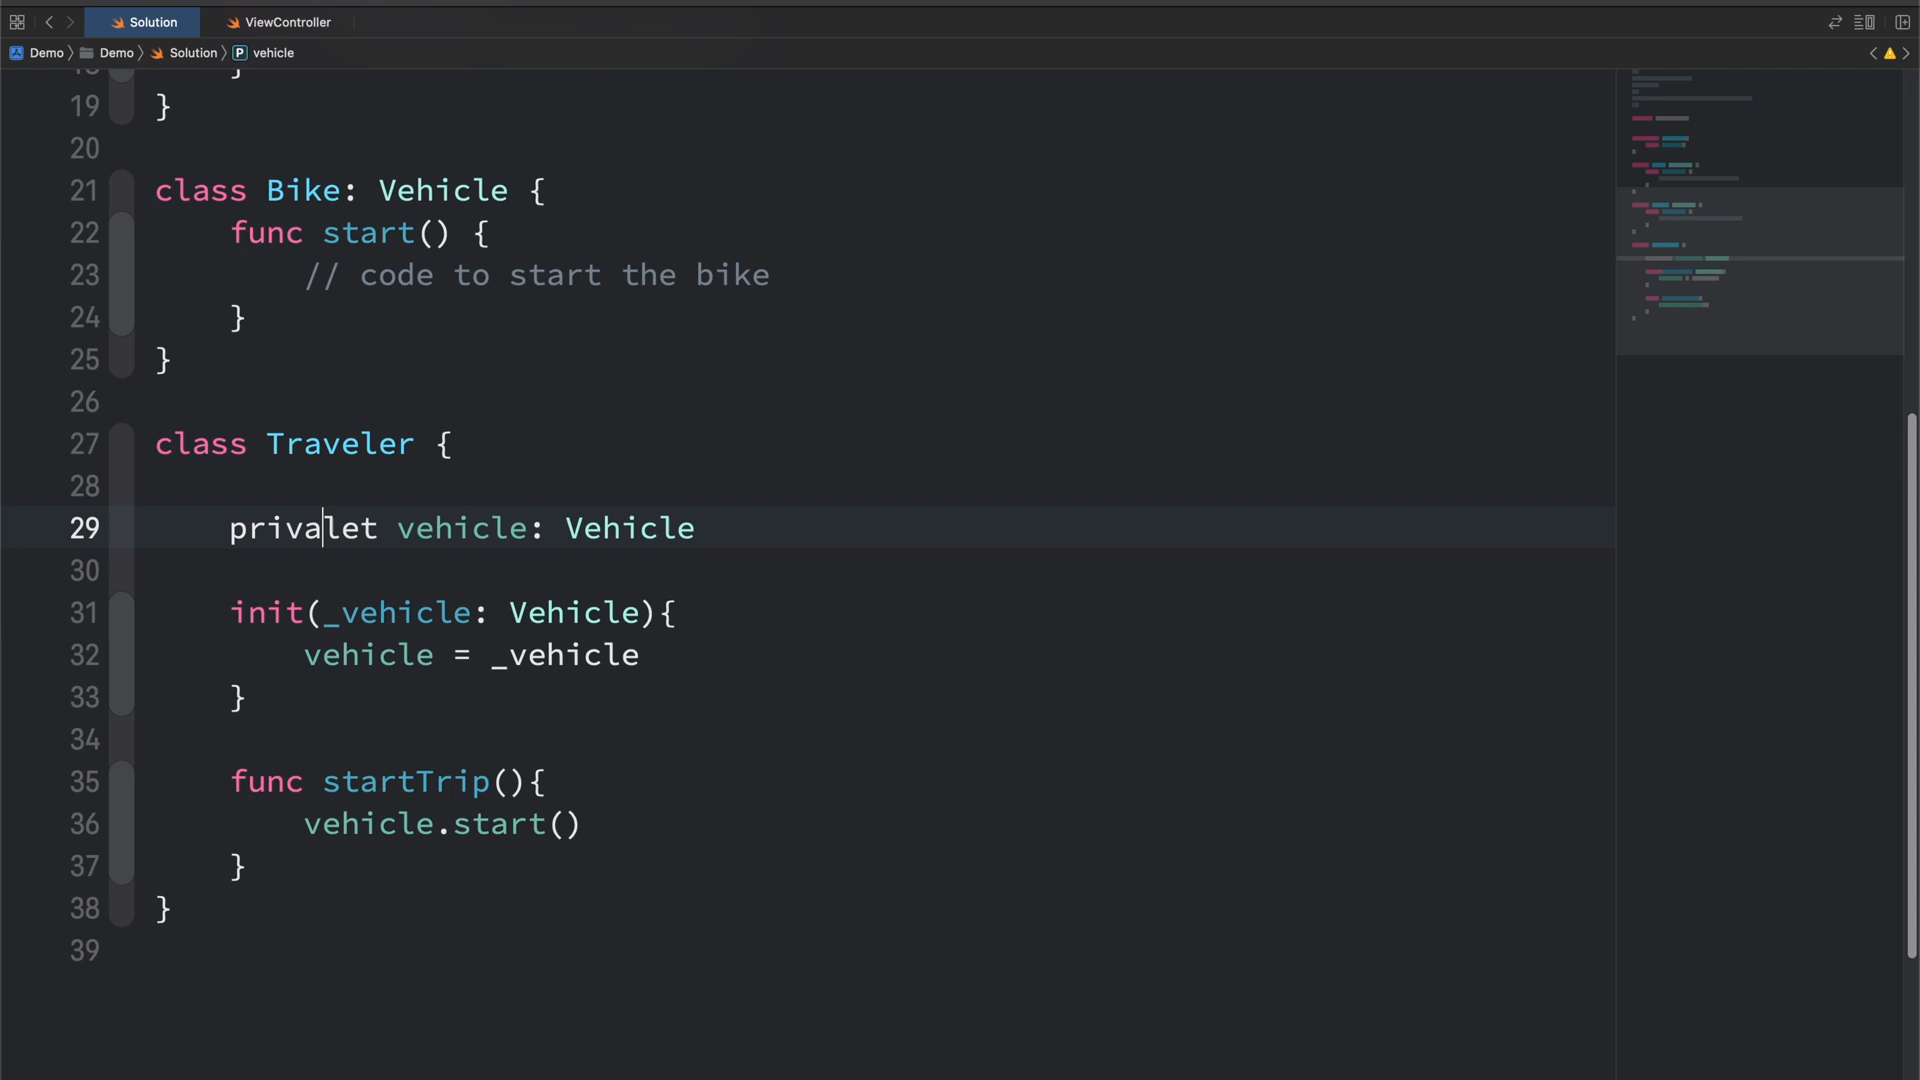 Solution ViewController
Demo Demo Solution P vehicle
}
19 }
20
21 class Bike: Vehicle {
22 func start() {
23 // code to start the bike
24 }
25 }
26
27 class Traveler {
28
29 privalet vehicle: Vehicle
30
31 init(_vehicle: Vehicle){
32 vehicle = _vehicle
33 }
34
35 func startTrip(){
36 vehicle.start()
37 }
38 }
39